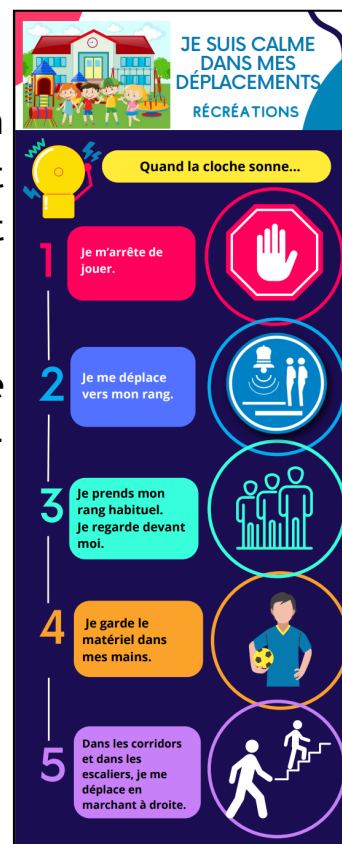 JE SUIS CALME
DANS MES
DÉPLACEMENTS
RÉCRÉATIONS
Quand la cloche sonne...
1
Je m'arrête de
jouer.
2
Je me déplace
vers mon rang.
3
Je prends mon
rang habituel.
Je regarde devant
moi.
4
Je garde le
matériel dans
mes mains.
5
Dans les corridors
et dans les
escaliers, je me
déplace en
marchant à droite.